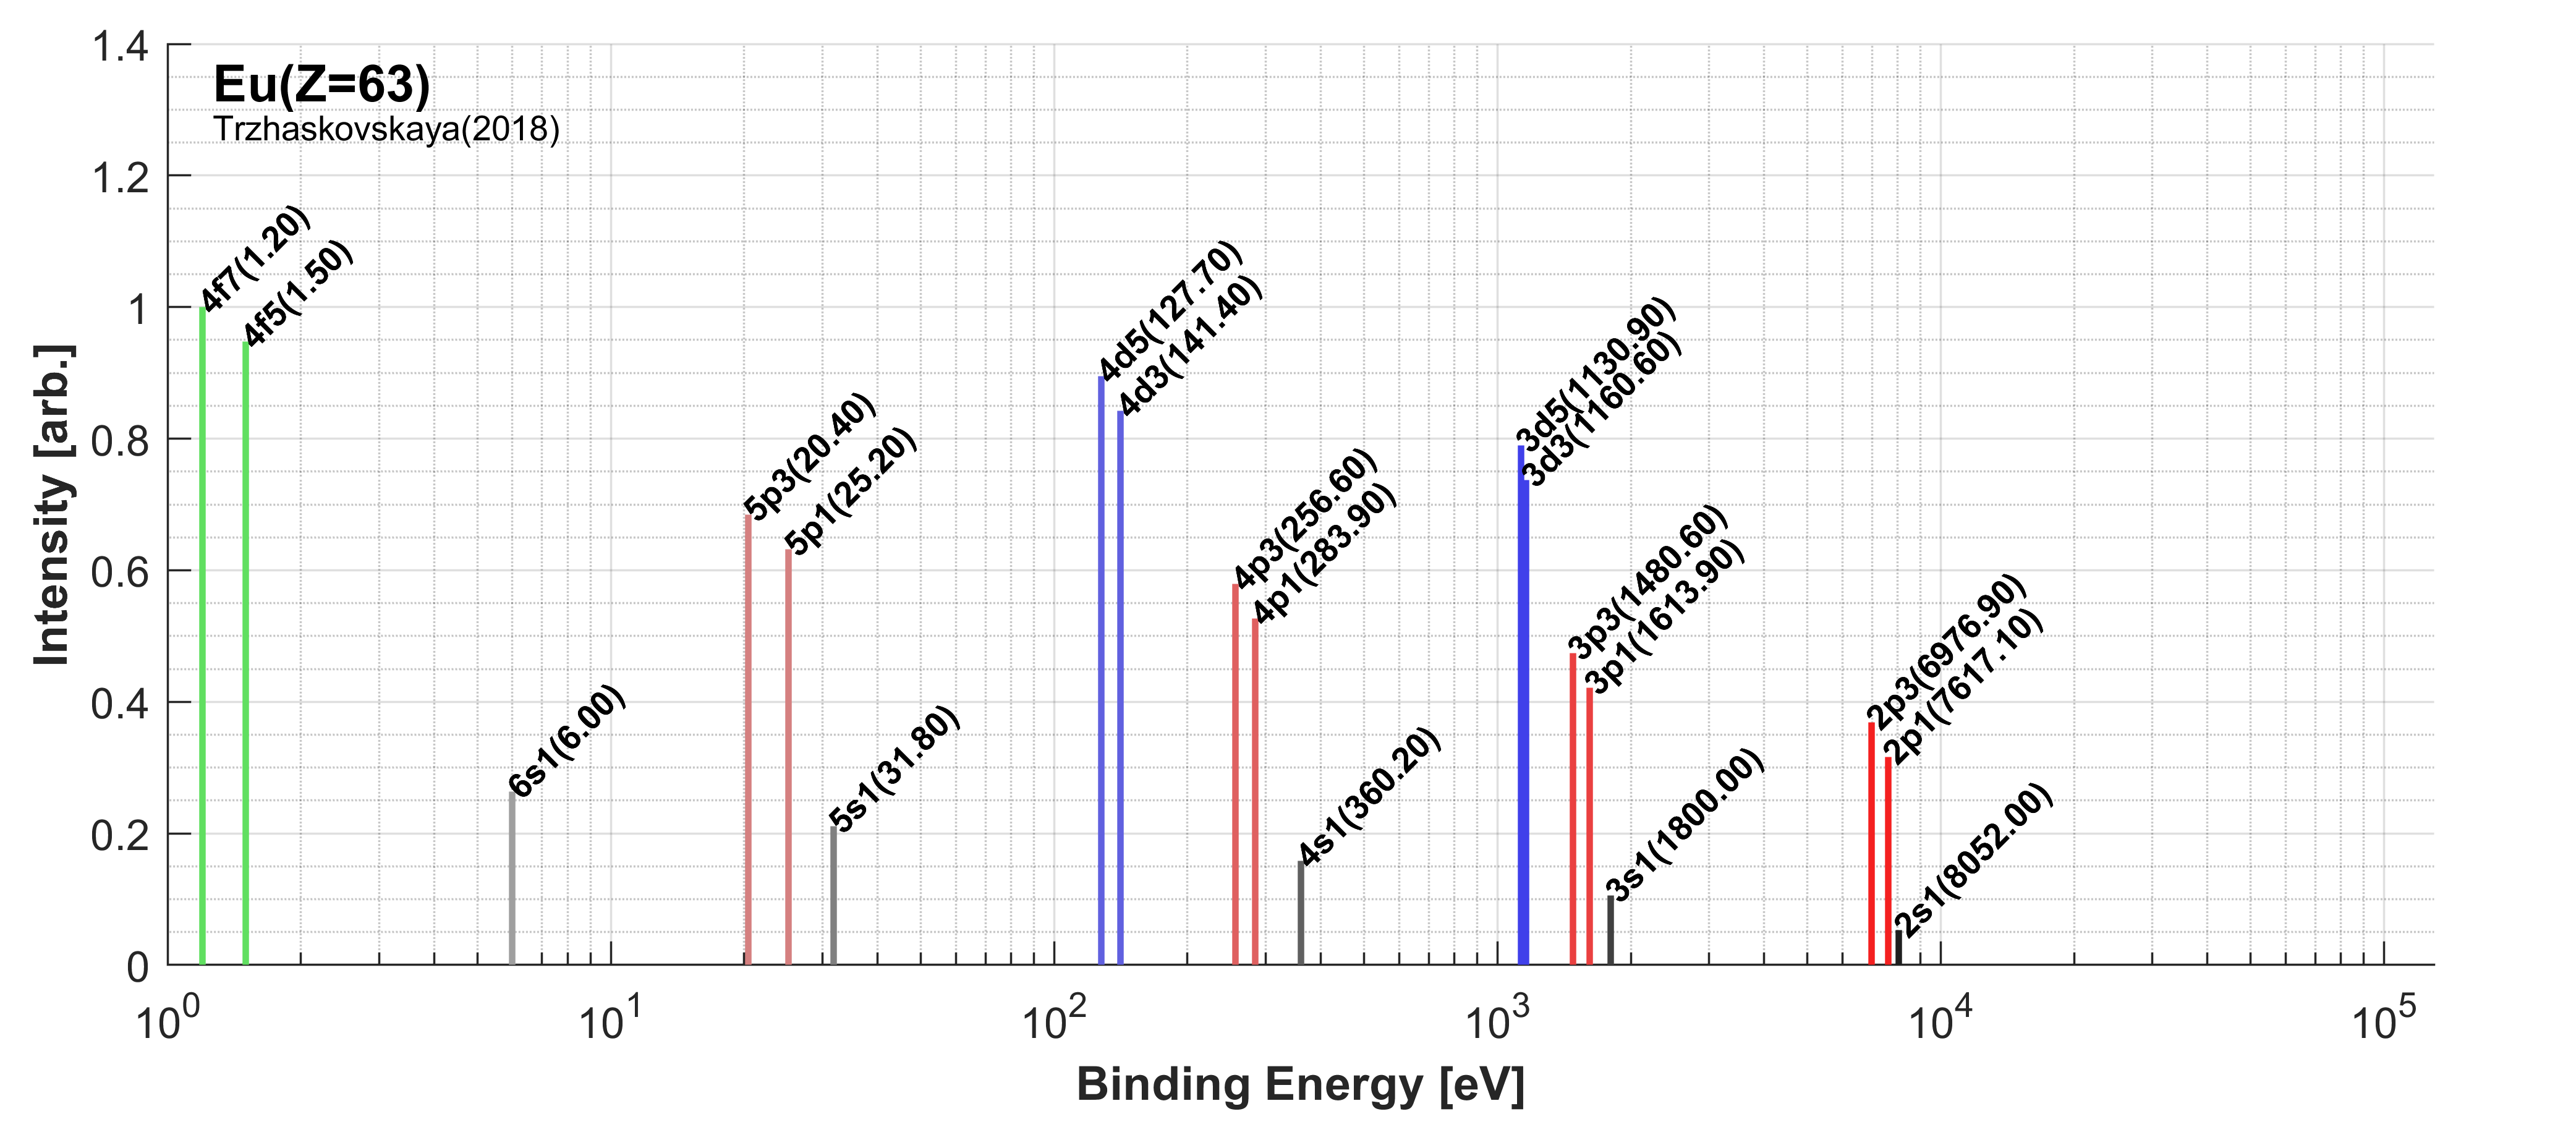 Eu(Z=63)
Trzhaskovskaya(2018)
Intensity [arb.]
1.4
1.2
1
0.8
0.6
0.4
0.2
0
4f7(1.20)
4f5(1.50)
6s1(6.00)
5p3(20.40)
5p1(25.20)
5s1(31.80)
4d5(127.70)
4d3(141.40)
4p3(256.60)
4p1(283.90)
4s1(360.20)
3d5(1130.90)
3d3(1160.60)
3p3(1480.60)
3p1(1613.90)
3s1(1800.00)
2p3(6976.90)
2p1(7617.10)
2s1(8052.00)
10^0 10^1 10^2 10^3 10^4 10^5
Binding Energy [eV]